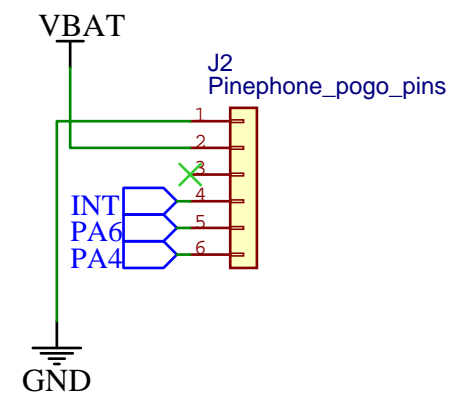 VBAT
J2
Pinephone_pogo_pins
1
2
3
INT 4
PA6 5
PA4 6
GND